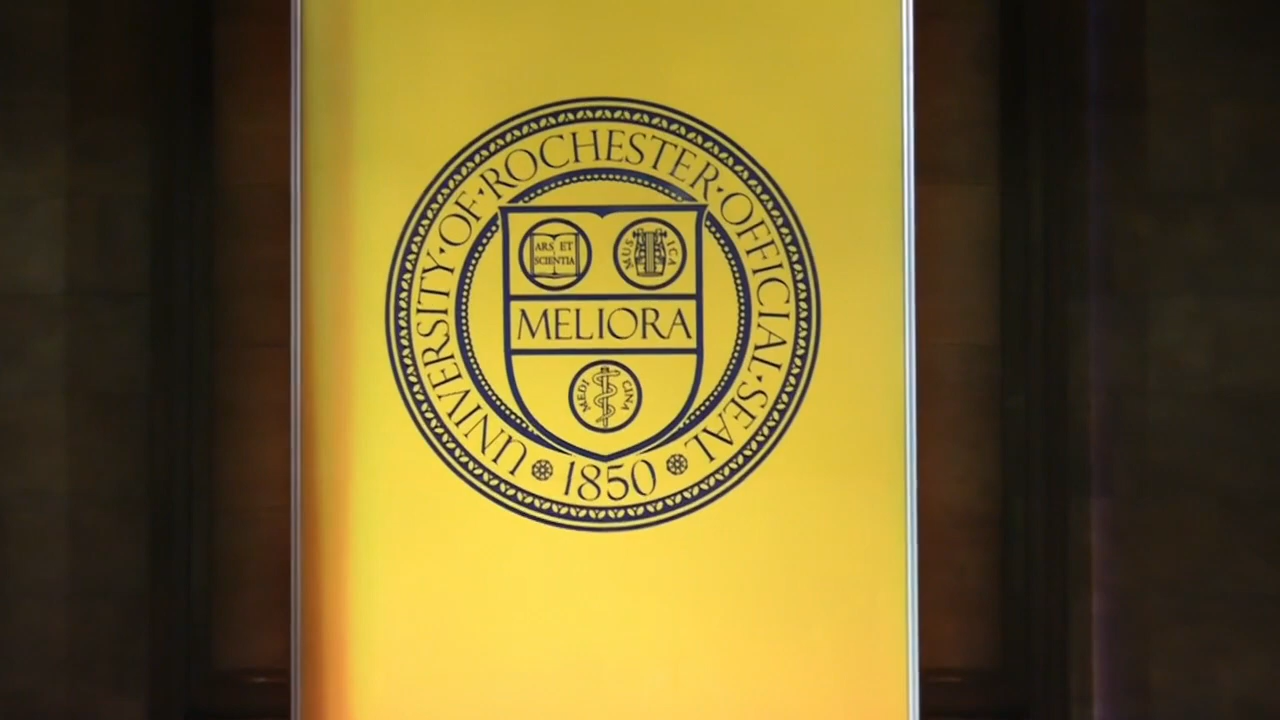 UNIVERSITY·OF·ROCHESTER·OFFICIAL·SEAL
ARS ET
SCIENTIA
MUSICA
MELIORA
MEDICINA
1850